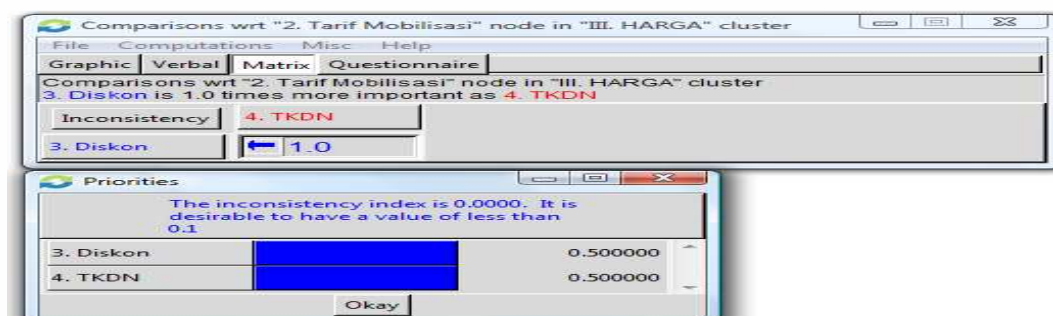 Comparisons wrt "2. Tarif Mobilisasi" node in "III. HARGA" cluster
File Computations Misc Help
Graphic Verbal Matrix Questionnaire
Comparisons wrt "2. Tarif Mobilisasi" node in "III. HARGA" cluster
3. Diskon is 1.0 times more important as 4. TKDN
Inconsistency 4. TKDN
3. Diskon 1.0
Priorities
The inconsistency index is 0.0000. It is
desirable to have a value of less than
0.1
3. Diskon 0.500000
4. TKDN 0.500000
Okay